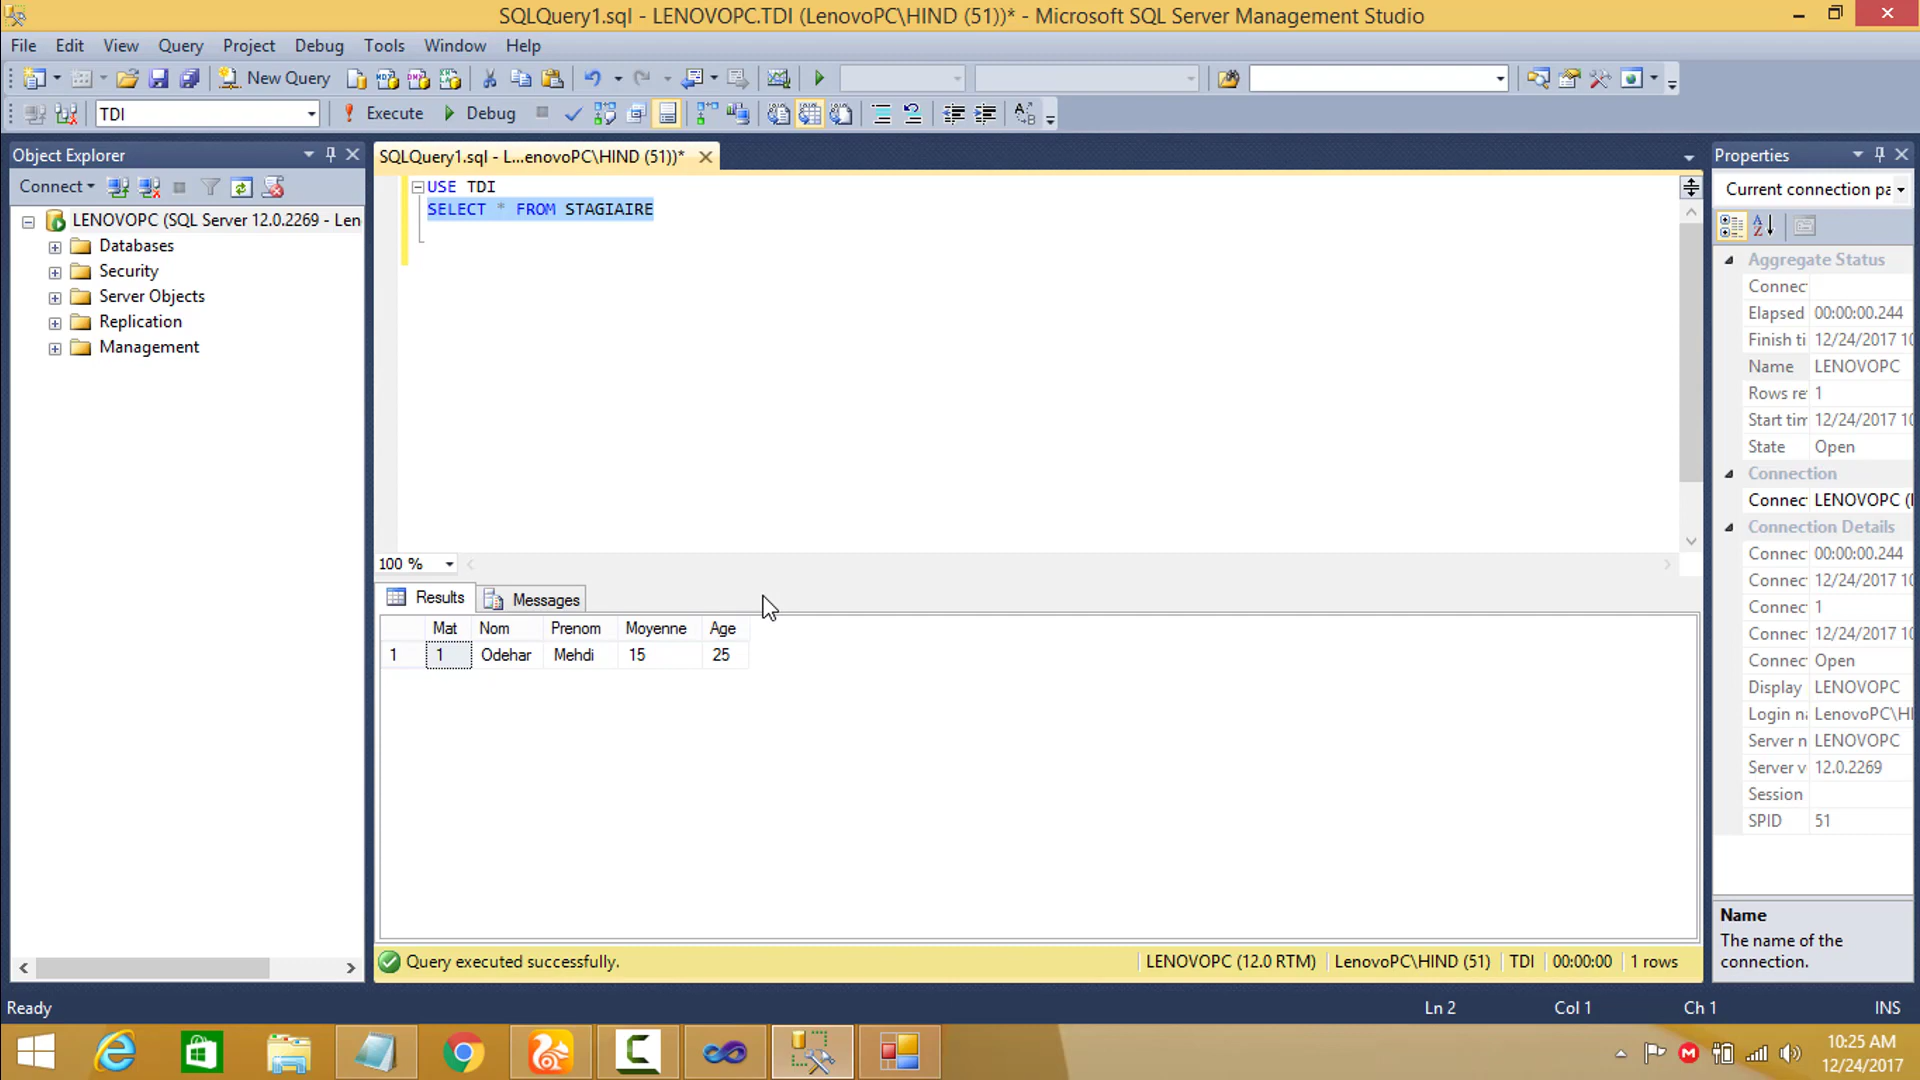 SQLQuery1.sql - LENOVOPC.TDI (LenovoPC\HIND (51))* - Microsoft SQL Server Management Studio
File Edit View Query Project Debug Tools Window Help
New Query
TDI Execute Debug
Object Explorer
Connect
LENOVOPC (SQL Server 12.0.2269 - Len
Databases
Security
Server Objects
Replication
Management
SQLQuery1.sql - L...enovoPC\HIND (51))*
USE TDI
SELECT * FROM STAGIAIRE
100 %
Results Messages
Mat Nom Prenom Moyenne Age
1 1 Odehar Mehdi 15 25
Query executed successfully.
LENOVOPC (12.0 RTM) LenovoPC\HIND (51) TDI 00:00:00 1 rows
Properties
Current connection pa
Aggregate Status
Connec
Elapsed 00:00:00.244
Finish ti 12/24/2017 10
Name LENOVOPC
Rows re 1
Start tim 12/24/2017 10
State Open
Connection
Connec LENOVOPC (
Connection Details
Connec 00:00:00.244
Connec 12/24/2017 10
Connec 1
Connec 12/24/2017 10
Connec Open
Display LENOVOPC
Login n LenovoPC\HI
Server n LENOVOPC
Server v 12.0.2269
Session
SPID 51
Name
The name of the
connection.
Ready Ln 2 Col 1 Ch 1 INS
10:25 AM
12/24/2017